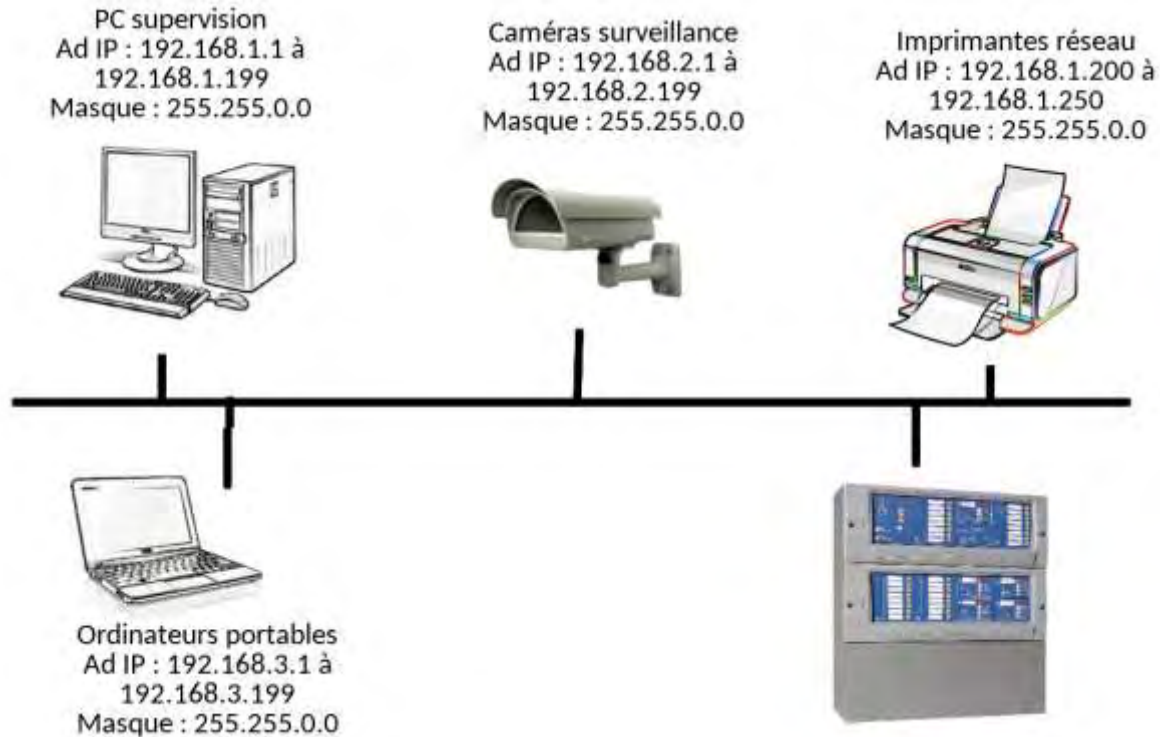 PC supervision
Ad IP : 192.168.1.1 à
192.168.1.199
Masque : 255.255.0.0
Caméras surveillance
Ad IP : 192.168.2.1 à
192.168.2.199
Masque : 255.255.0.0
Imprimantes réseau
Ad IP : 192.168.1.200 à
192.168.1.250
Masque : 255.255.0.0
Ordinateurs portables
Ad IP : 192.168.3.1 à
192.168.3.199
Masque : 255.255.0.0